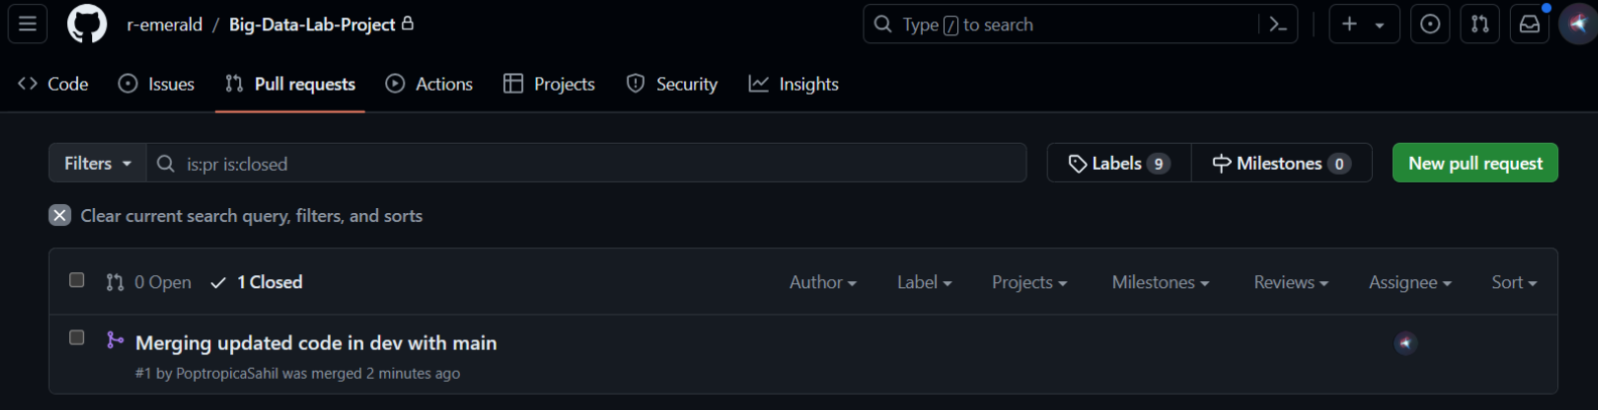 r-emerald / Big-Data-Lab-Project Type / to search
Code Issues Pull requests Actions Projects Security Insights
Filters is:pr is:closed Labels 9 Milestones 0 New pull request
Clear current search query, filters, and sorts
0 Open 1 Closed Author Label Projects Milestones Reviews Assignee Sort
Merging updated code in dev with main
#1 by PoptropicaSahil was merged 2 minutes ago